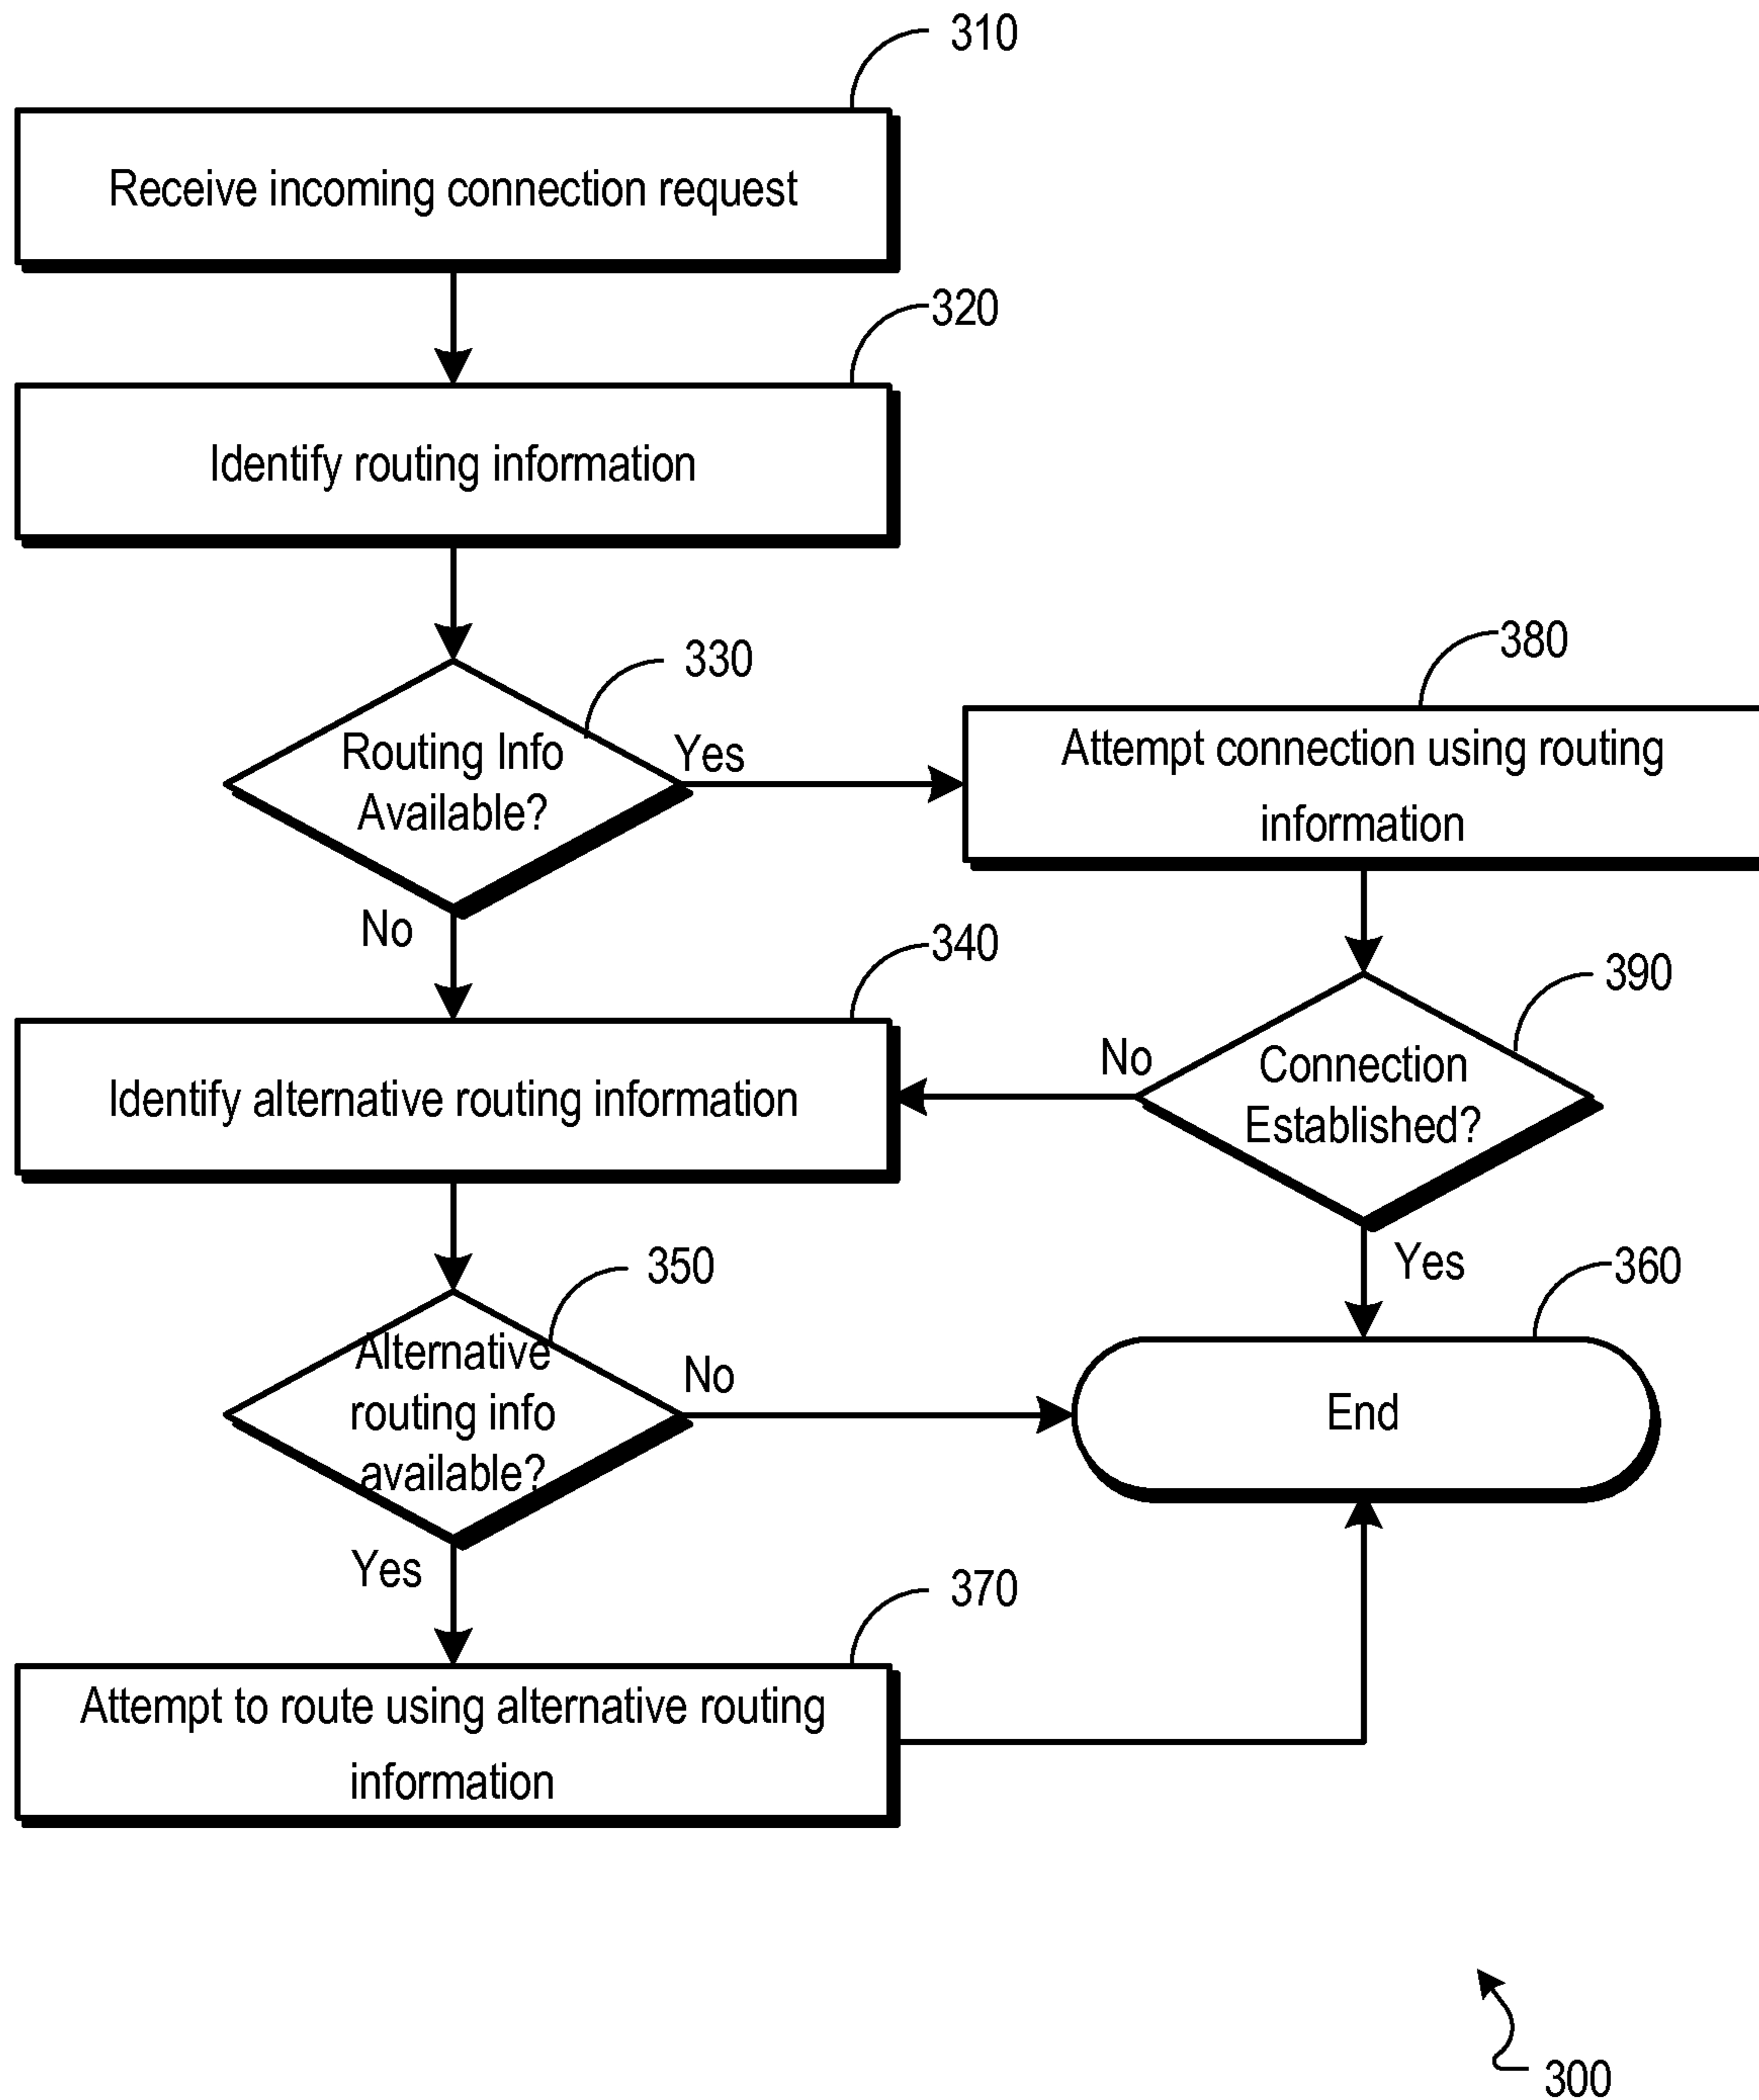 310
Receive incoming connection request
320
Identify routing information
330
Routing Info
Available?
Yes
No
380
Attempt connection using routing
information
390
Connection
Established?
No
Yes
340
Identify alternative routing information
350
Alternative
routing info
available?
No
Yes
360
End
370
Attempt to route using alternative routing
information
300